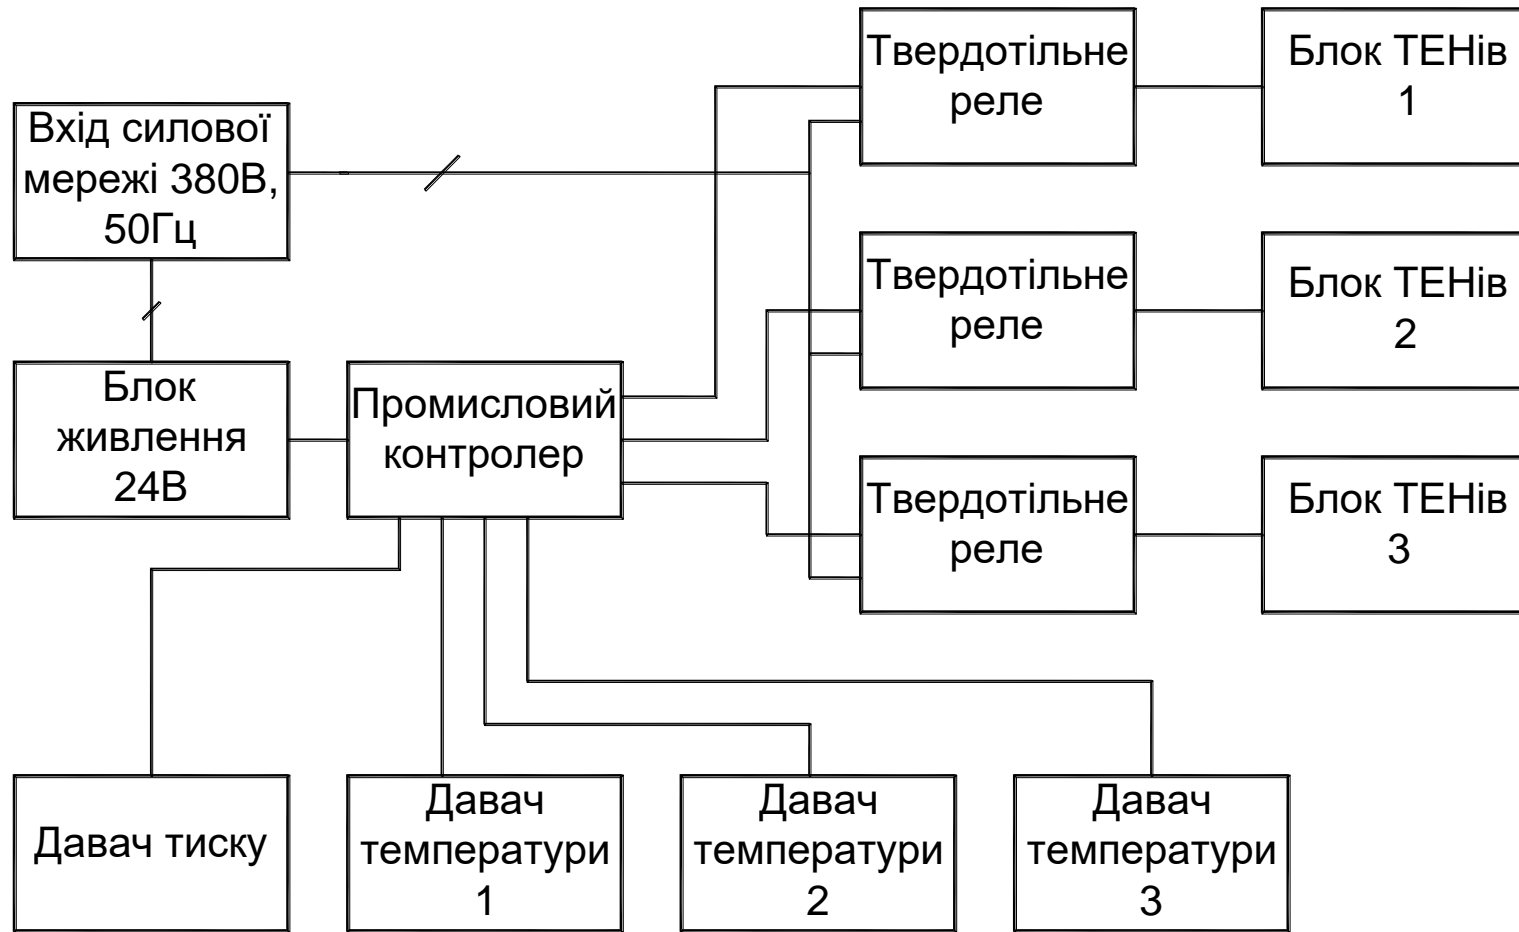 Твердотільне
реле
Блок ТЕНів
1
Вхід силової
мережі 380В,
50Гц
Твердотільне
реле
Блок ТЕНів
2
Блок
живлення
24В
Промисловий
контролер
Твердотільне
реле
Блок ТЕНів
3
Давач тиску
Давач
температури
1
Давач
температури
2
Давач
температури
3